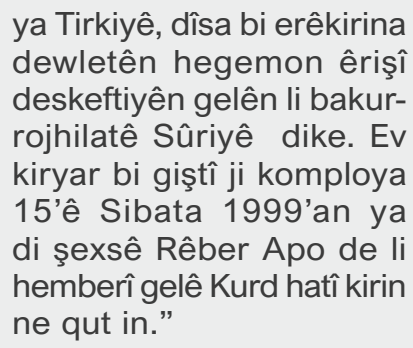 ya Tirkiyê, dîsa bi erêkirina
dewletên hegemon êrişî
deskeftiyên gelên li bakur-
rojhilatê Sûriyê dike. Ev
kiryar bi giştî ji komploya
15’ê Sibata 1999’an ya
di şexsê Rêber Apo de li
hemberî gelê Kurd hatî kirin
ne qut in.”